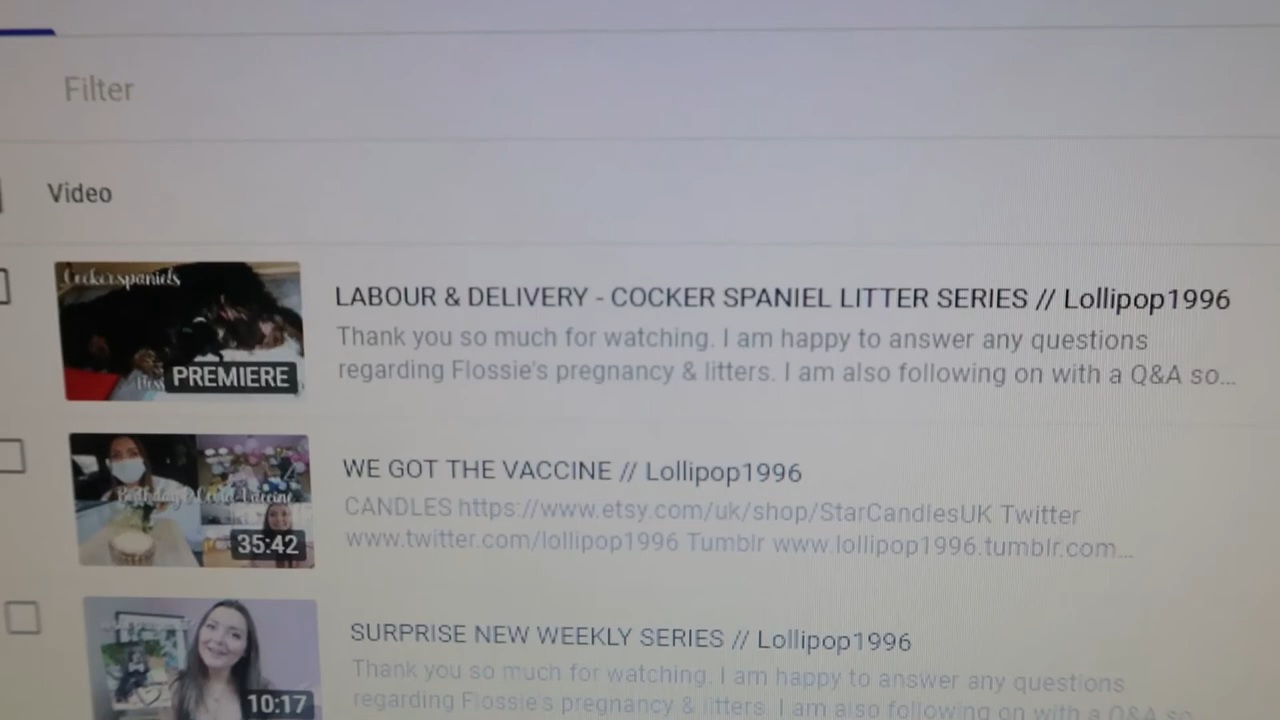 Filter
Video
Cockerspaniels
PREMIERE
LABOUR & DELIVERY - COCKER SPANIEL LITTER SERIES // Lollipop1996
Thank you so much for watching. I am happy to answer any questions
regarding Flossie's pregnancy & litters. I am also following on with a Q&A so...
Birthday & Covid Vaccine
35:42
WE GOT THE VACCINE // Lollipop1996
CANDLES https://www.etsy.com/uk/shop/StarCandlesUK Twitter
www.twitter.com/lollipop1996 Tumblr www.lollipop1996.tumblr.com...
10:17
SURPRISE NEW WEEKLY SERIES // Lollipop1996
Thank you so much for watching. I am happy to answer any questions
regarding Flossie's pregnancy & litters. I am also following on with a Q&A so